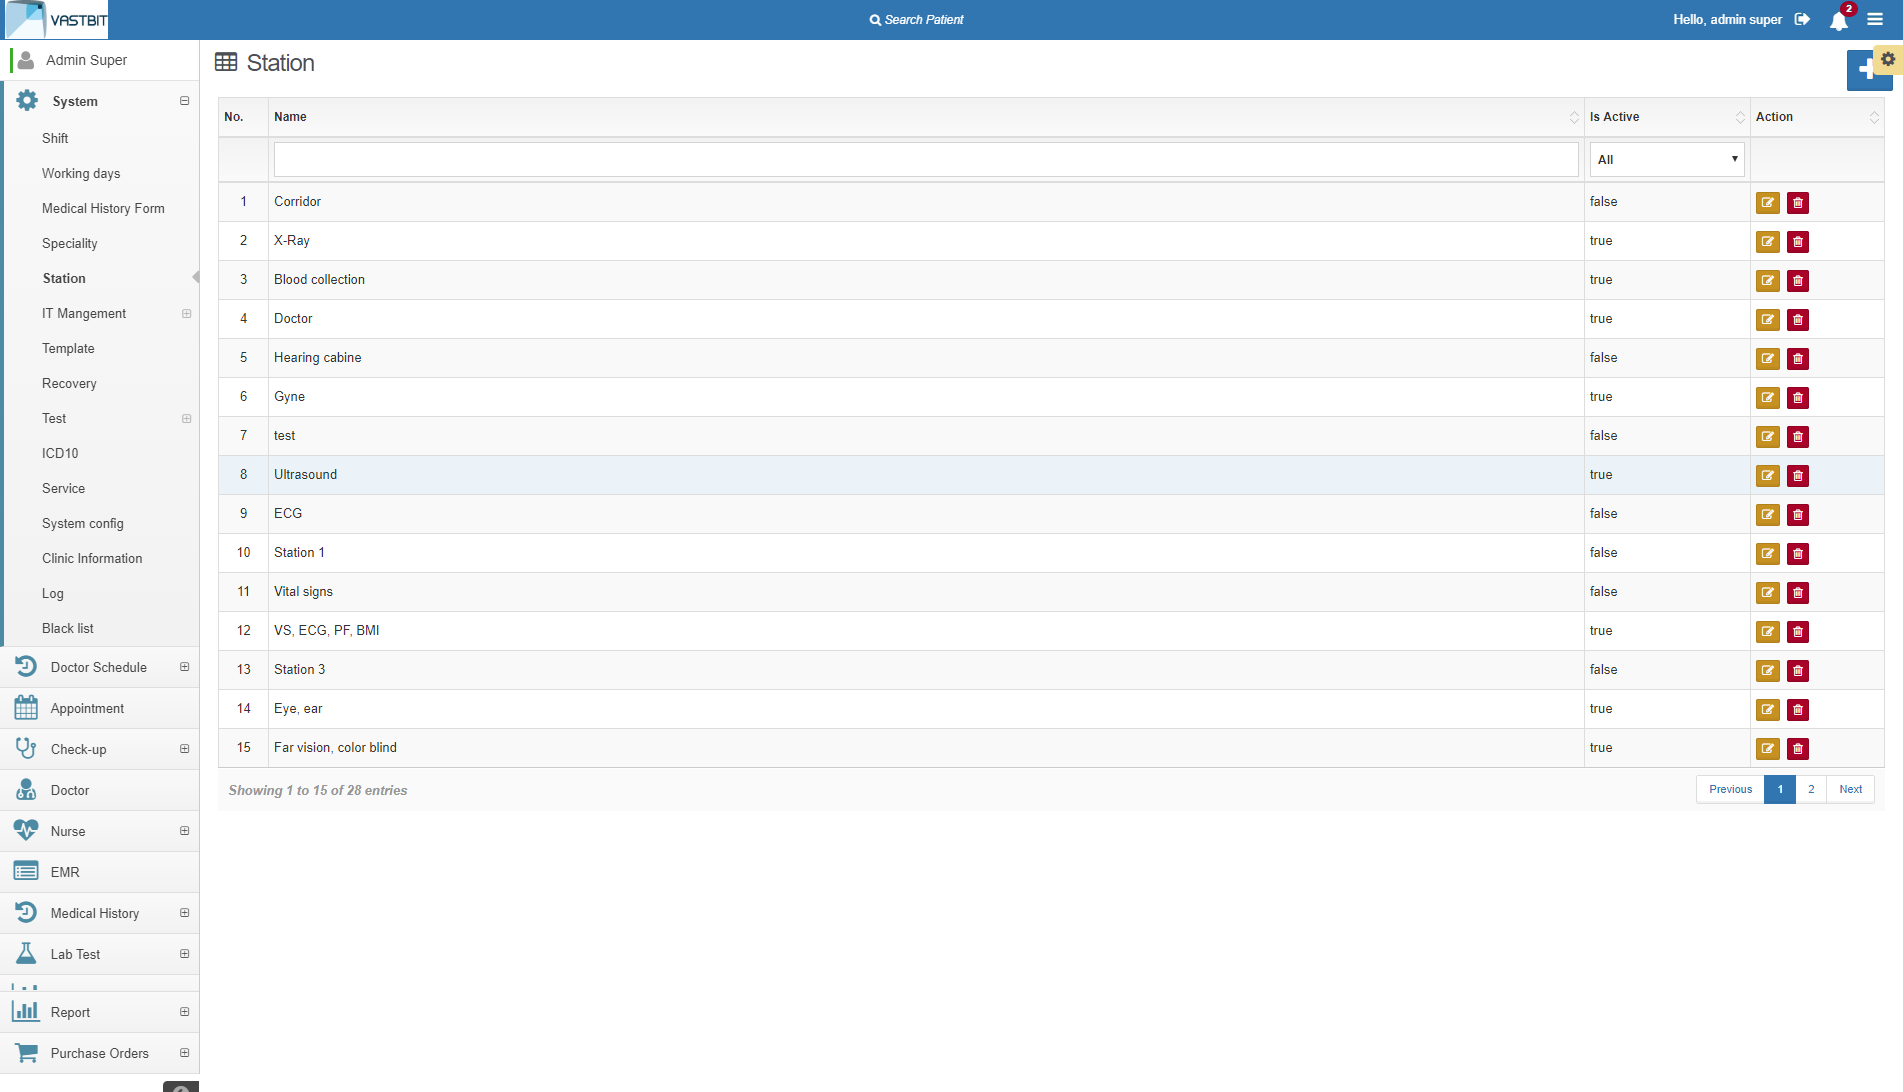 VASTBIT
Search Patient
Hello, admin super
2
Admin Super
System
Shift
Working days
Medical History Form
Speciality
Station
IT Mangement
Template
Recovery
Test
ICD10
Service
System config
Clinic Information
Log
Black list
Doctor Schedule
Appointment
Check-up
Doctor
Nurse
EMR
Medical History
Lab Test
Report
Purchase Orders
Station
No. Name Is Active Action
All
1 Corridor false
2 X-Ray true
3 Blood collection true
4 Doctor true
5 Hearing cabine false
6 Gyne true
7 test false
8 Ultrasound true
9 ECG false
10 Station 1 false
11 Vital signs false
12 VS, ECG, PF, BMI true
13 Station 3 false
14 Eye, ear true
15 Far vision, color blind true
Showing 1 to 15 of 28 entries
Previous 1 2 Next